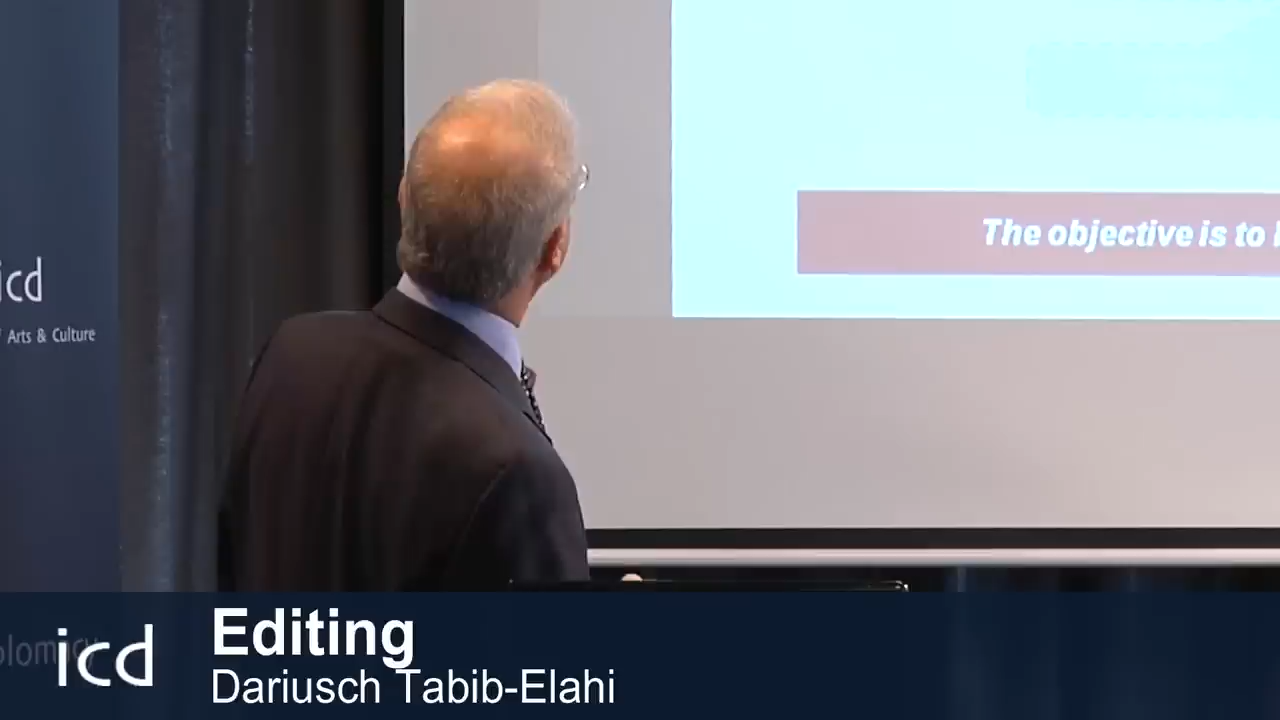 The objective is to
icd
Arts & Culture
icd
Editing
Dariusch Tabib-Elahi